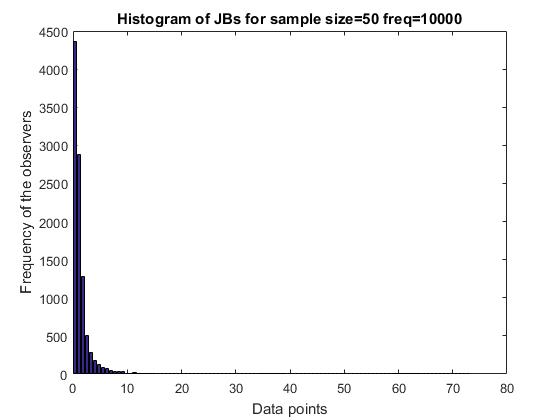 Histogram of JBs for sample size=50 freq=10000
4500
4000
3500
3000
2500
2000
1500
1000
500
0
Frequency of the observers
0 10 20 30 40 50 60 70 80
Data points